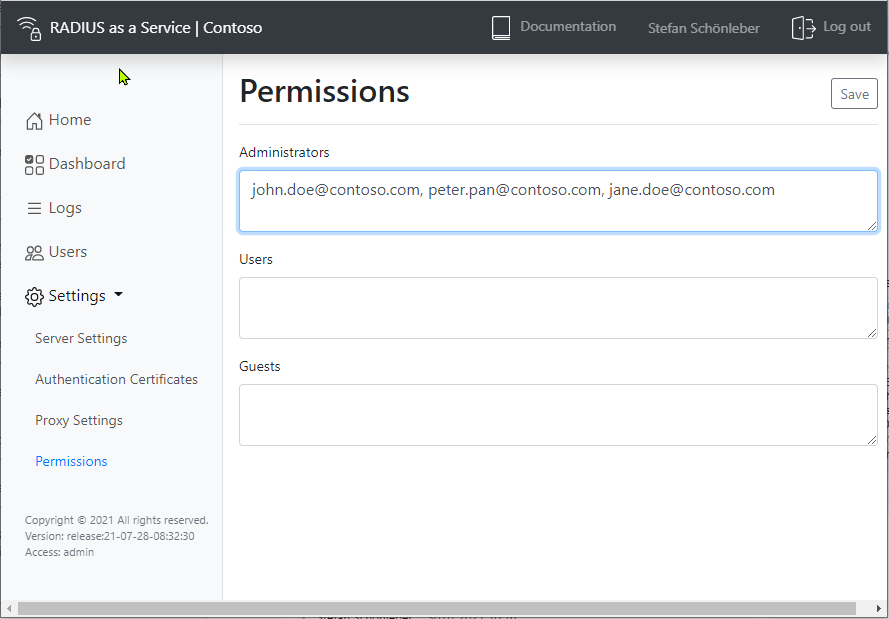 RADIUS as a Service | Contoso
Documentation
Stefan Schönleber
Log out
Home
Dashboard
Logs
Users
Settings
Server Settings
Authentication Certificates
Proxy Settings
Permissions
Copyright © 2021 All rights reserved.
Version: release:21-07-28-08:32:30
Access: admin
Permissions
Save
Administrators
john.doe@contoso.com, peter.pan@contoso.com, jane.doe@contoso.com
Users
Guests